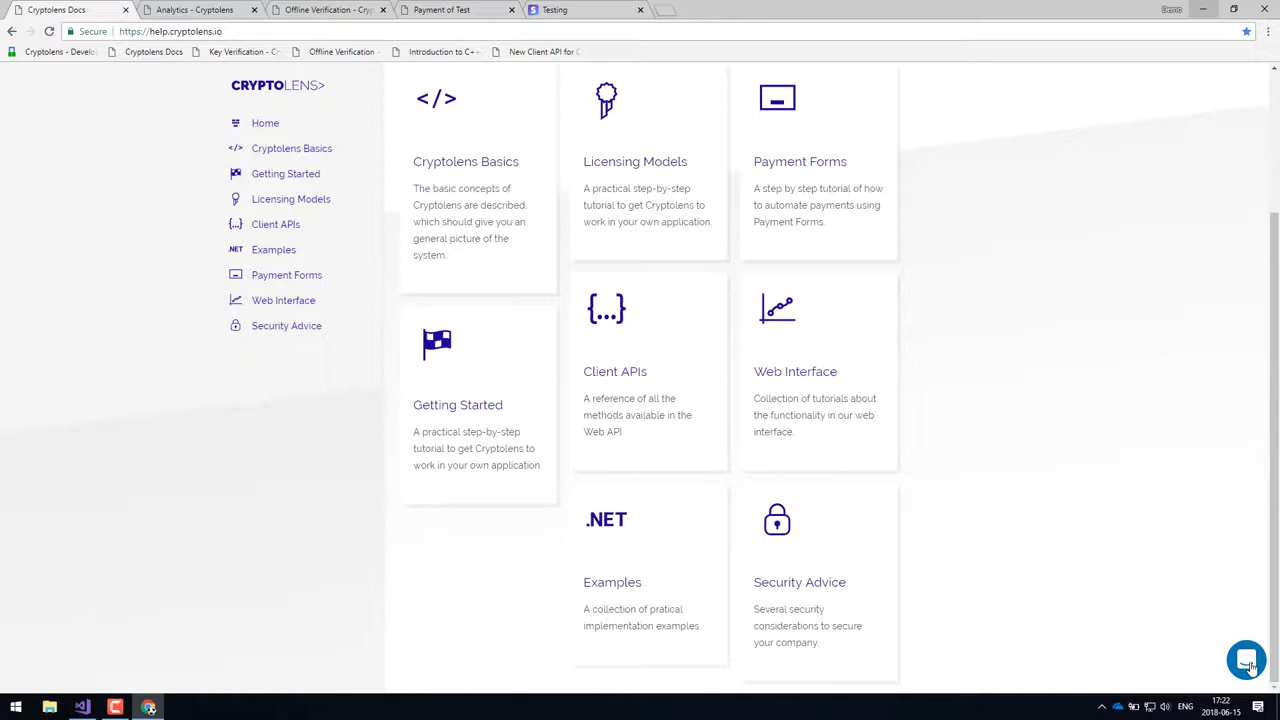 Cryptolens Docs
Analytics - Cryptolens
Offline Verification - Cryp
Payment of Test
Testing
Demo
Secure
https://help.cryptolens.io
Cryptolens - Develop
Cryptolens Docs
Key Verification - Cr
Offline Verification -
Introduction to C++
New Client API for C
CRYPTOLENS>
Home
</> Cryptolens Basics
Getting Started
Licensing Models
{...} Client APIs
.NET Examples
Payment Forms
Web Interface
Security Advice
</>
Cryptolens Basics
The basic concepts of
Cryptolens are described,
which should give you an
general picture of the
system.
Getting Started
A practical step-by-step
tutorial to get Cryptolens to
work in your own application.
Licensing Models
A practical step-by-step
tutorial to get Cryptolens to
work in your own application.
{...}
Client APIs
A reference of all the
methods available in the
Web API.
.NET
Examples
A collection of pratical
implementation examples.
Payment Forms
A step by step tutorial of how
to automate payments using
Payment Forms.
Web Interface
Collection of tutorials about
the functionality in our web
interface.
Security Advice
Several security
considerations to secure
your company.
ENG
17:22
2018-06-15